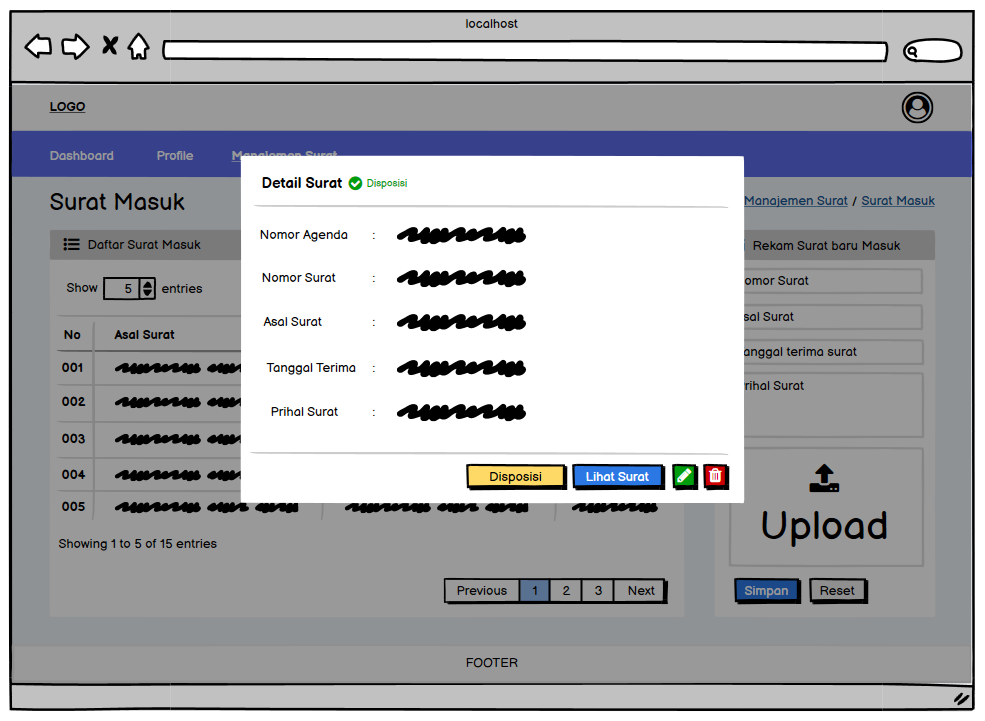 localhost
LOGO
Dashboard Profile Manajemen Surat
Surat Masuk
Manajemen Surat / Surat Masuk
Detail Surat Disposisi
Nomor Agenda :
Nomor Surat :
Asal Surat :
Tanggal Terima :
Prihal Surat :
Disposisi Lihat Surat
Daftar Surat Masuk
Show 5 entries
No Asal Surat
001
002
003
004
005
Showing 1 to 5 of 15 entries
Previous 1 2 3 Next
Rekam Surat baru Masuk
omor Surat
sal Surat
anggal terima surat
rihal Surat
Upload
Simpan Reset
FOOTER